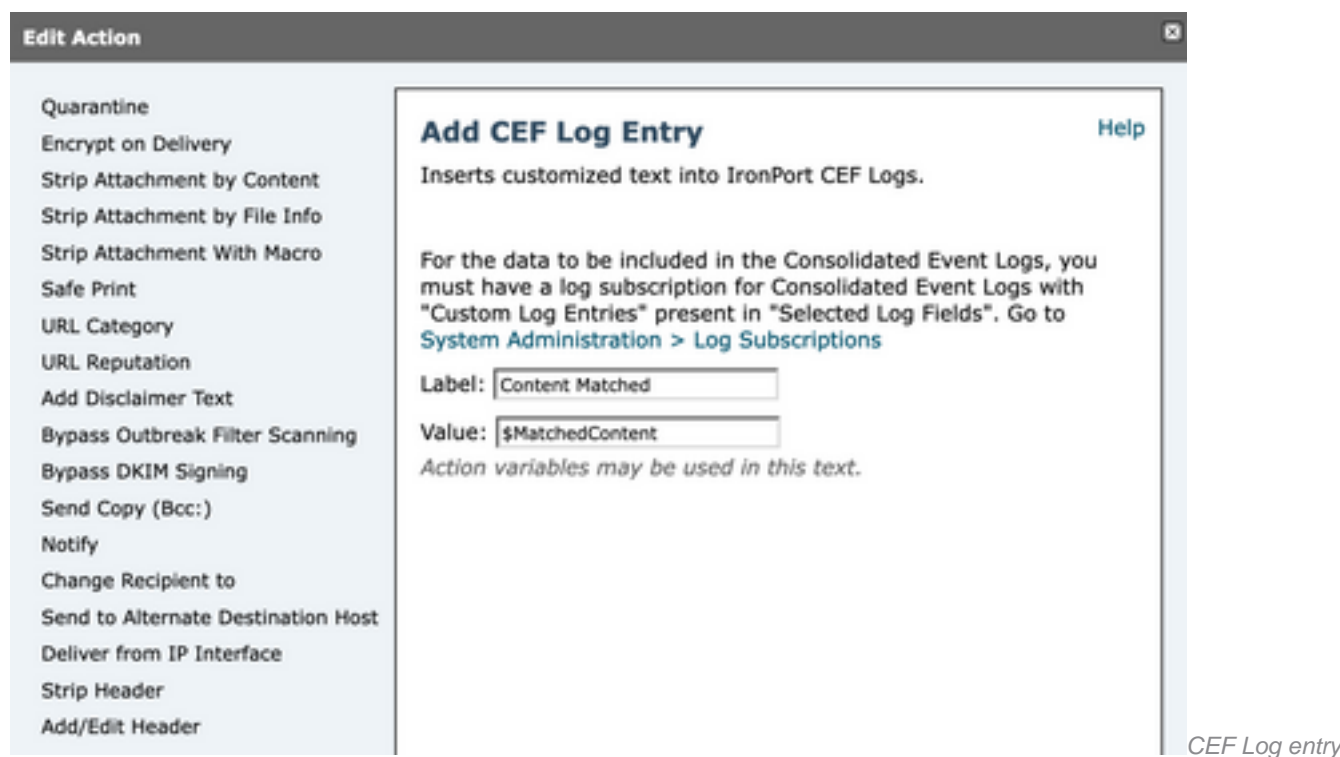 Edit Action
Quarantine
Encrypt on Delivery
Strip Attachment by Content
Strip Attachment by File Info
Strip Attachment With Macro
Safe Print
URL Category
URL Reputation
Add Disclaimer Text
Bypass Outbreak Filter Scanning
Bypass DKIM Signing
Send Copy (Bcc:)
Notify
Change Recipient to
Send to Alternate Destination Host
Deliver from IP Interface
Strip Header
Add/Edit Header
Add CEF Log Entry
Help
Inserts customized text into IronPort CEF Logs.
For the data to be included in the Consolidated Event Logs, you
must have a log subscription for Consolidated Event Logs with
"Custom Log Entries" present in "Selected Log Fields". Go to
System Administration > Log Subscriptions
Label: Content Matched
Value: $MatchedContent
Action variables may be used in this text.
CEF Log entry